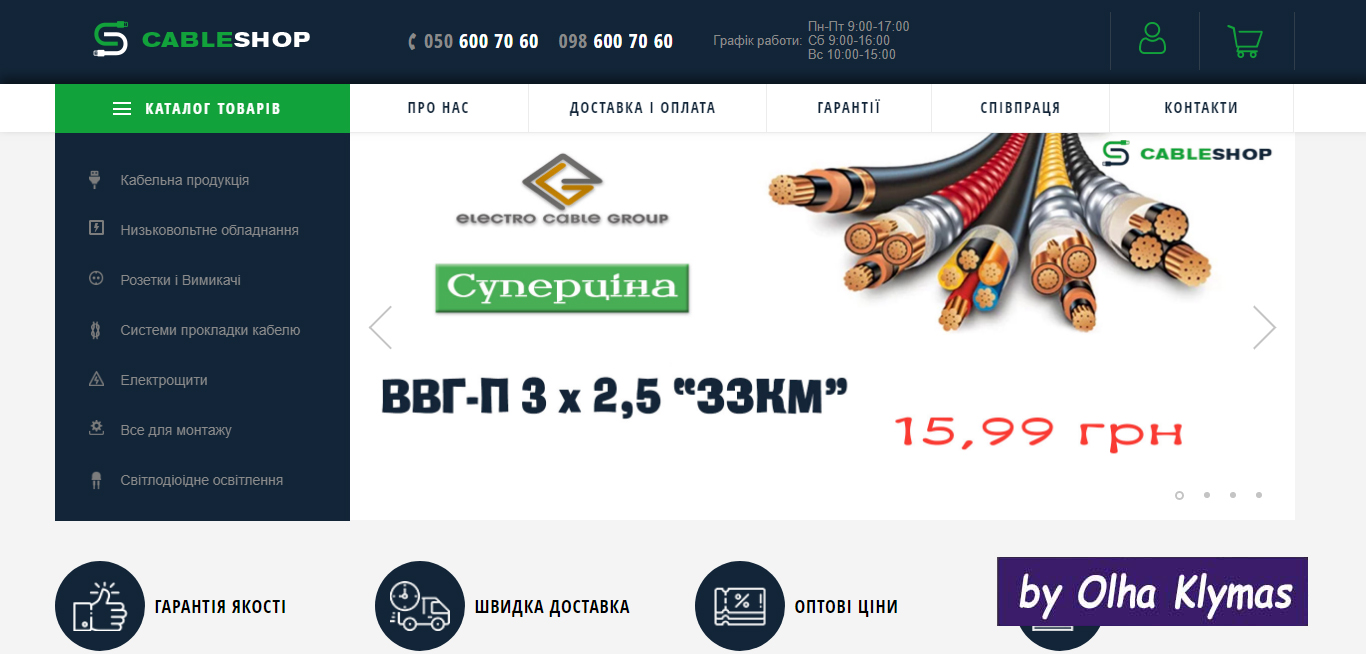 CABLESHOP
050 600 70 60
098 600 70 60
Графік работи:
Пн-Пт 9:00-17:00
Сб 9:00-16:00
Вс 10:00-15:00
КАТАЛОГ ТОВАРІВ
ПРО НАС
ДОСТАВКА І ОПЛАТА
ГАРАНТІЇ
СПІВПРАЦЯ
КОНТАКТИ
Кабельна продукція
Низьковольтне обладнання
Розетки і Вимикачі
Системи прокладки кабелю
Електрощити
Все для монтажу
Світлодіоідне освітлення
CABLESHOP
ELECTRO CABLE GROUP
Суперціна
ВВГ-П 3 х 2,5 “ЗЗКМ”
15,99 грн
ГАРАНТІЯ ЯКОСТІ
ШВИДКА ДОСТАВКА
ОПТОВІ ЦІНИ
by Olha Klymas